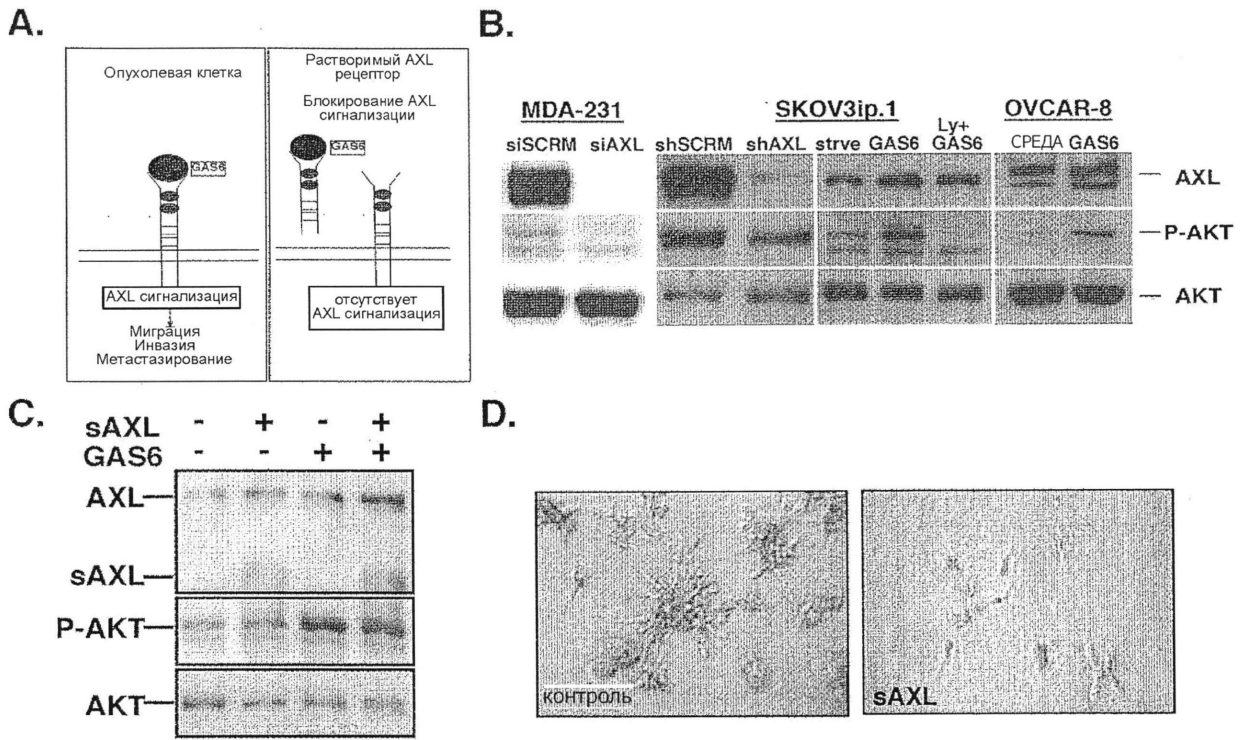 A.
Опухолевая клетка
GAS6
AXL сигнализация
Миграция
Инвазия
Метастазирование
Растворимый AXL
рецептор
Блокирование AXL
сигнализации
GAS6
отсутствует
AXL сигнализация
B.
MDA-231
SKOV3ip.1
OVCAR-8
siSCRM siAXL shSCRM shAXL strve GAS6 Ly+ GAS6 СРЕДА GAS6
AXL
P-AKT
AKT
C.
sAXL - + - +
GAS6 - - + +
AXL
sAXL
P-AKT
AKT
D.
контроль
sAXL